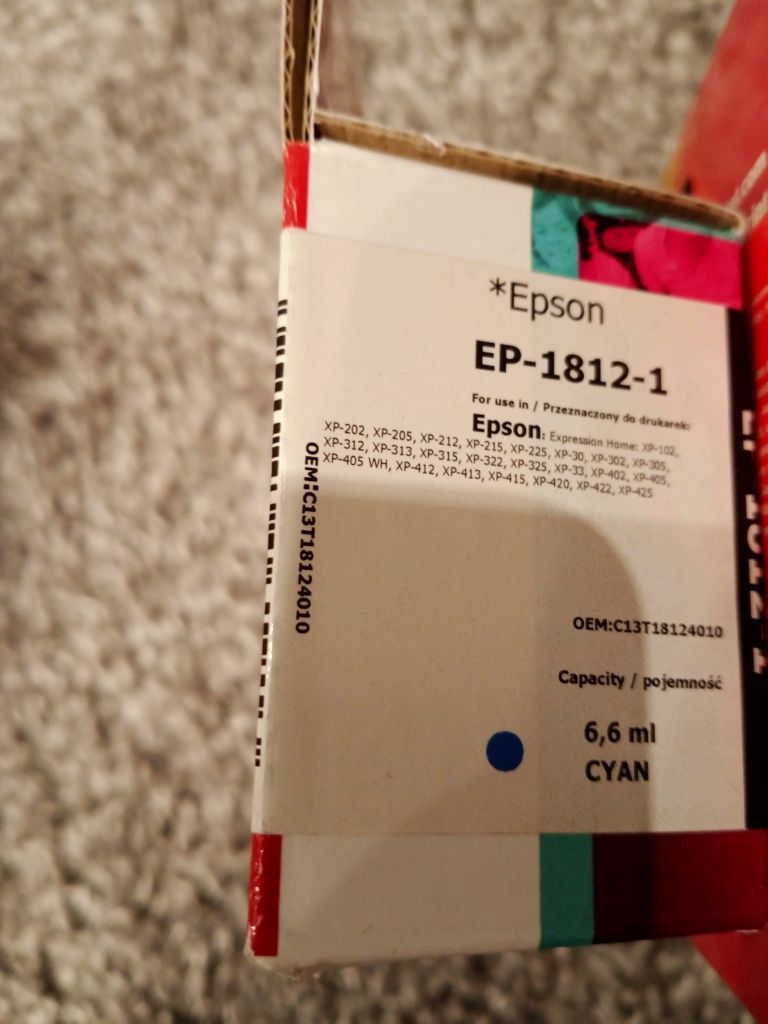 *Epson
EP-1812-1
For use in / Przeznaczony do drukarek:
Epson: Expression Home: XP-102,
XP-202, XP-205, XP-212, XP-215, XP-225, XP-30, XP-302, XP-305,
XP-312, XP-313, XP-315, XP-322, XP-325, XP-33, XP-402, XP-405,
XP-405 WH, XP-412, XP-413, XP-415, XP-420, XP-422, XP-425
OEM:C13T18124010
OEM:C13T18124010
Capacity / pojemność
6,6 ml
CYAN